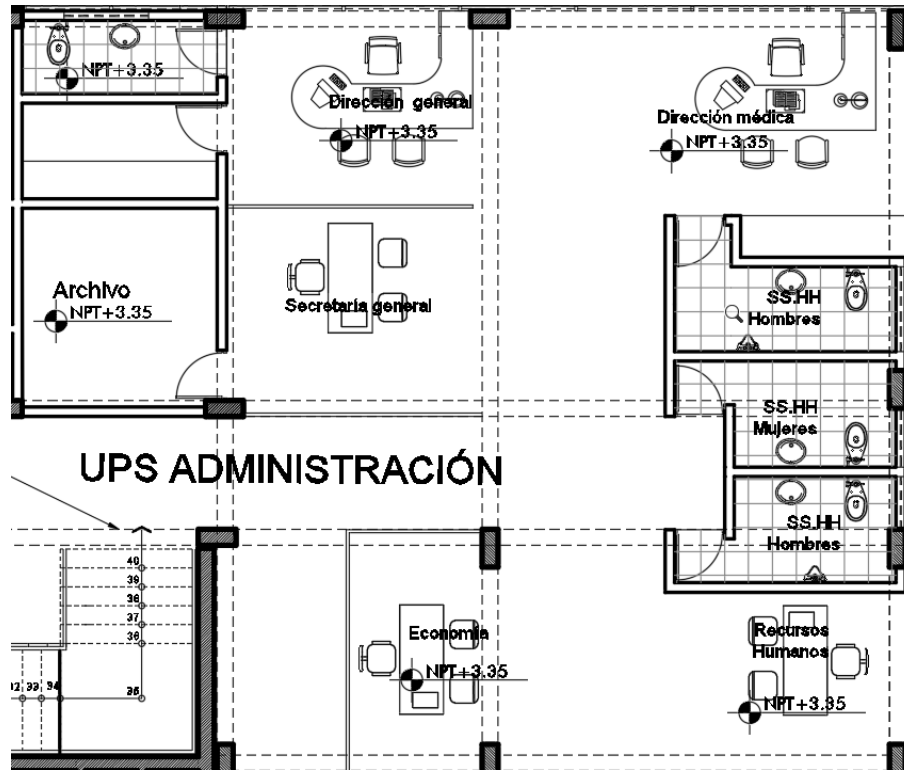 NPT+3.35
Dirección general
NPT+3.35
Dirección médica
NPT+3.35
Archivo
NPT+3.35
Secretaría general
SS.HH
Hombres
SS.HH
Mujeres
UPS ADMINISTRACIÓN
SS.HH
Hombres
40
39
38
37
36
33
34
35
Economía
NPT+3.35
Recursos
Humanos
NPT+3.35